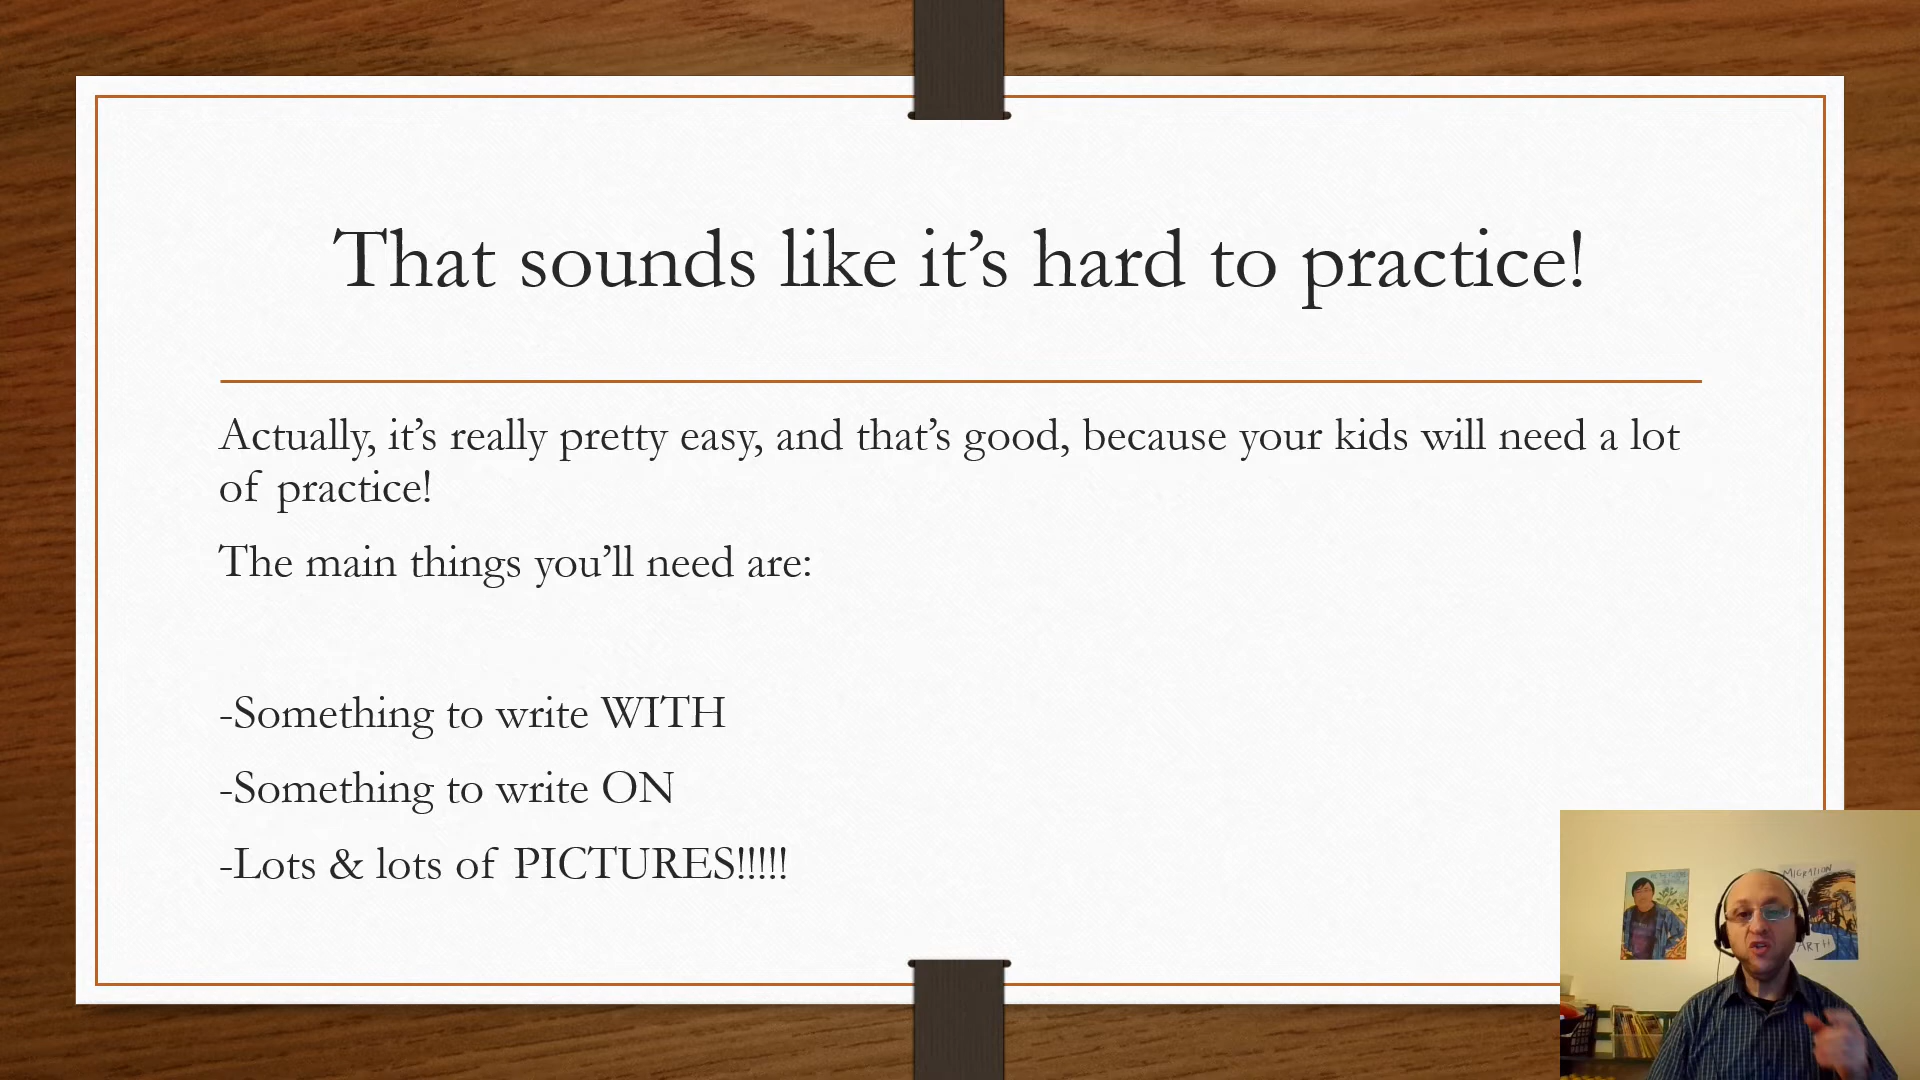 That sounds like it’s hard to practice!
Actually, it’s really pretty easy, and that’s good, because your kids will need a lot
of practice!
The main things you’ll need are:
-Something to write WITH
-Something to write ON
-Lots & lots of PICTURES!!!!!
MIGRATION